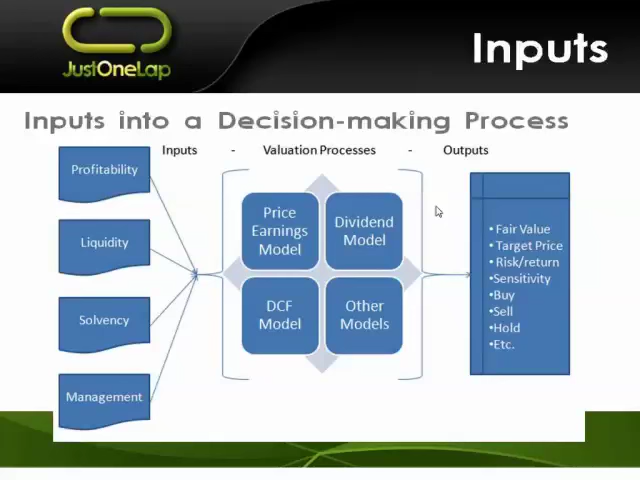 JustOneLap
Inputs
Inputs into a Decision-making Process
Inputs - Valuation Processes - Outputs
Profitability
Liquidity
Solvency
Management
Price
Earnings
Model
Dividend
Model
DCF
Model
Other
Models
•Fair Value
•Target Price
•Risk/return
•Sensitivity
•Buy
•Sell
•Hold
•Etc.